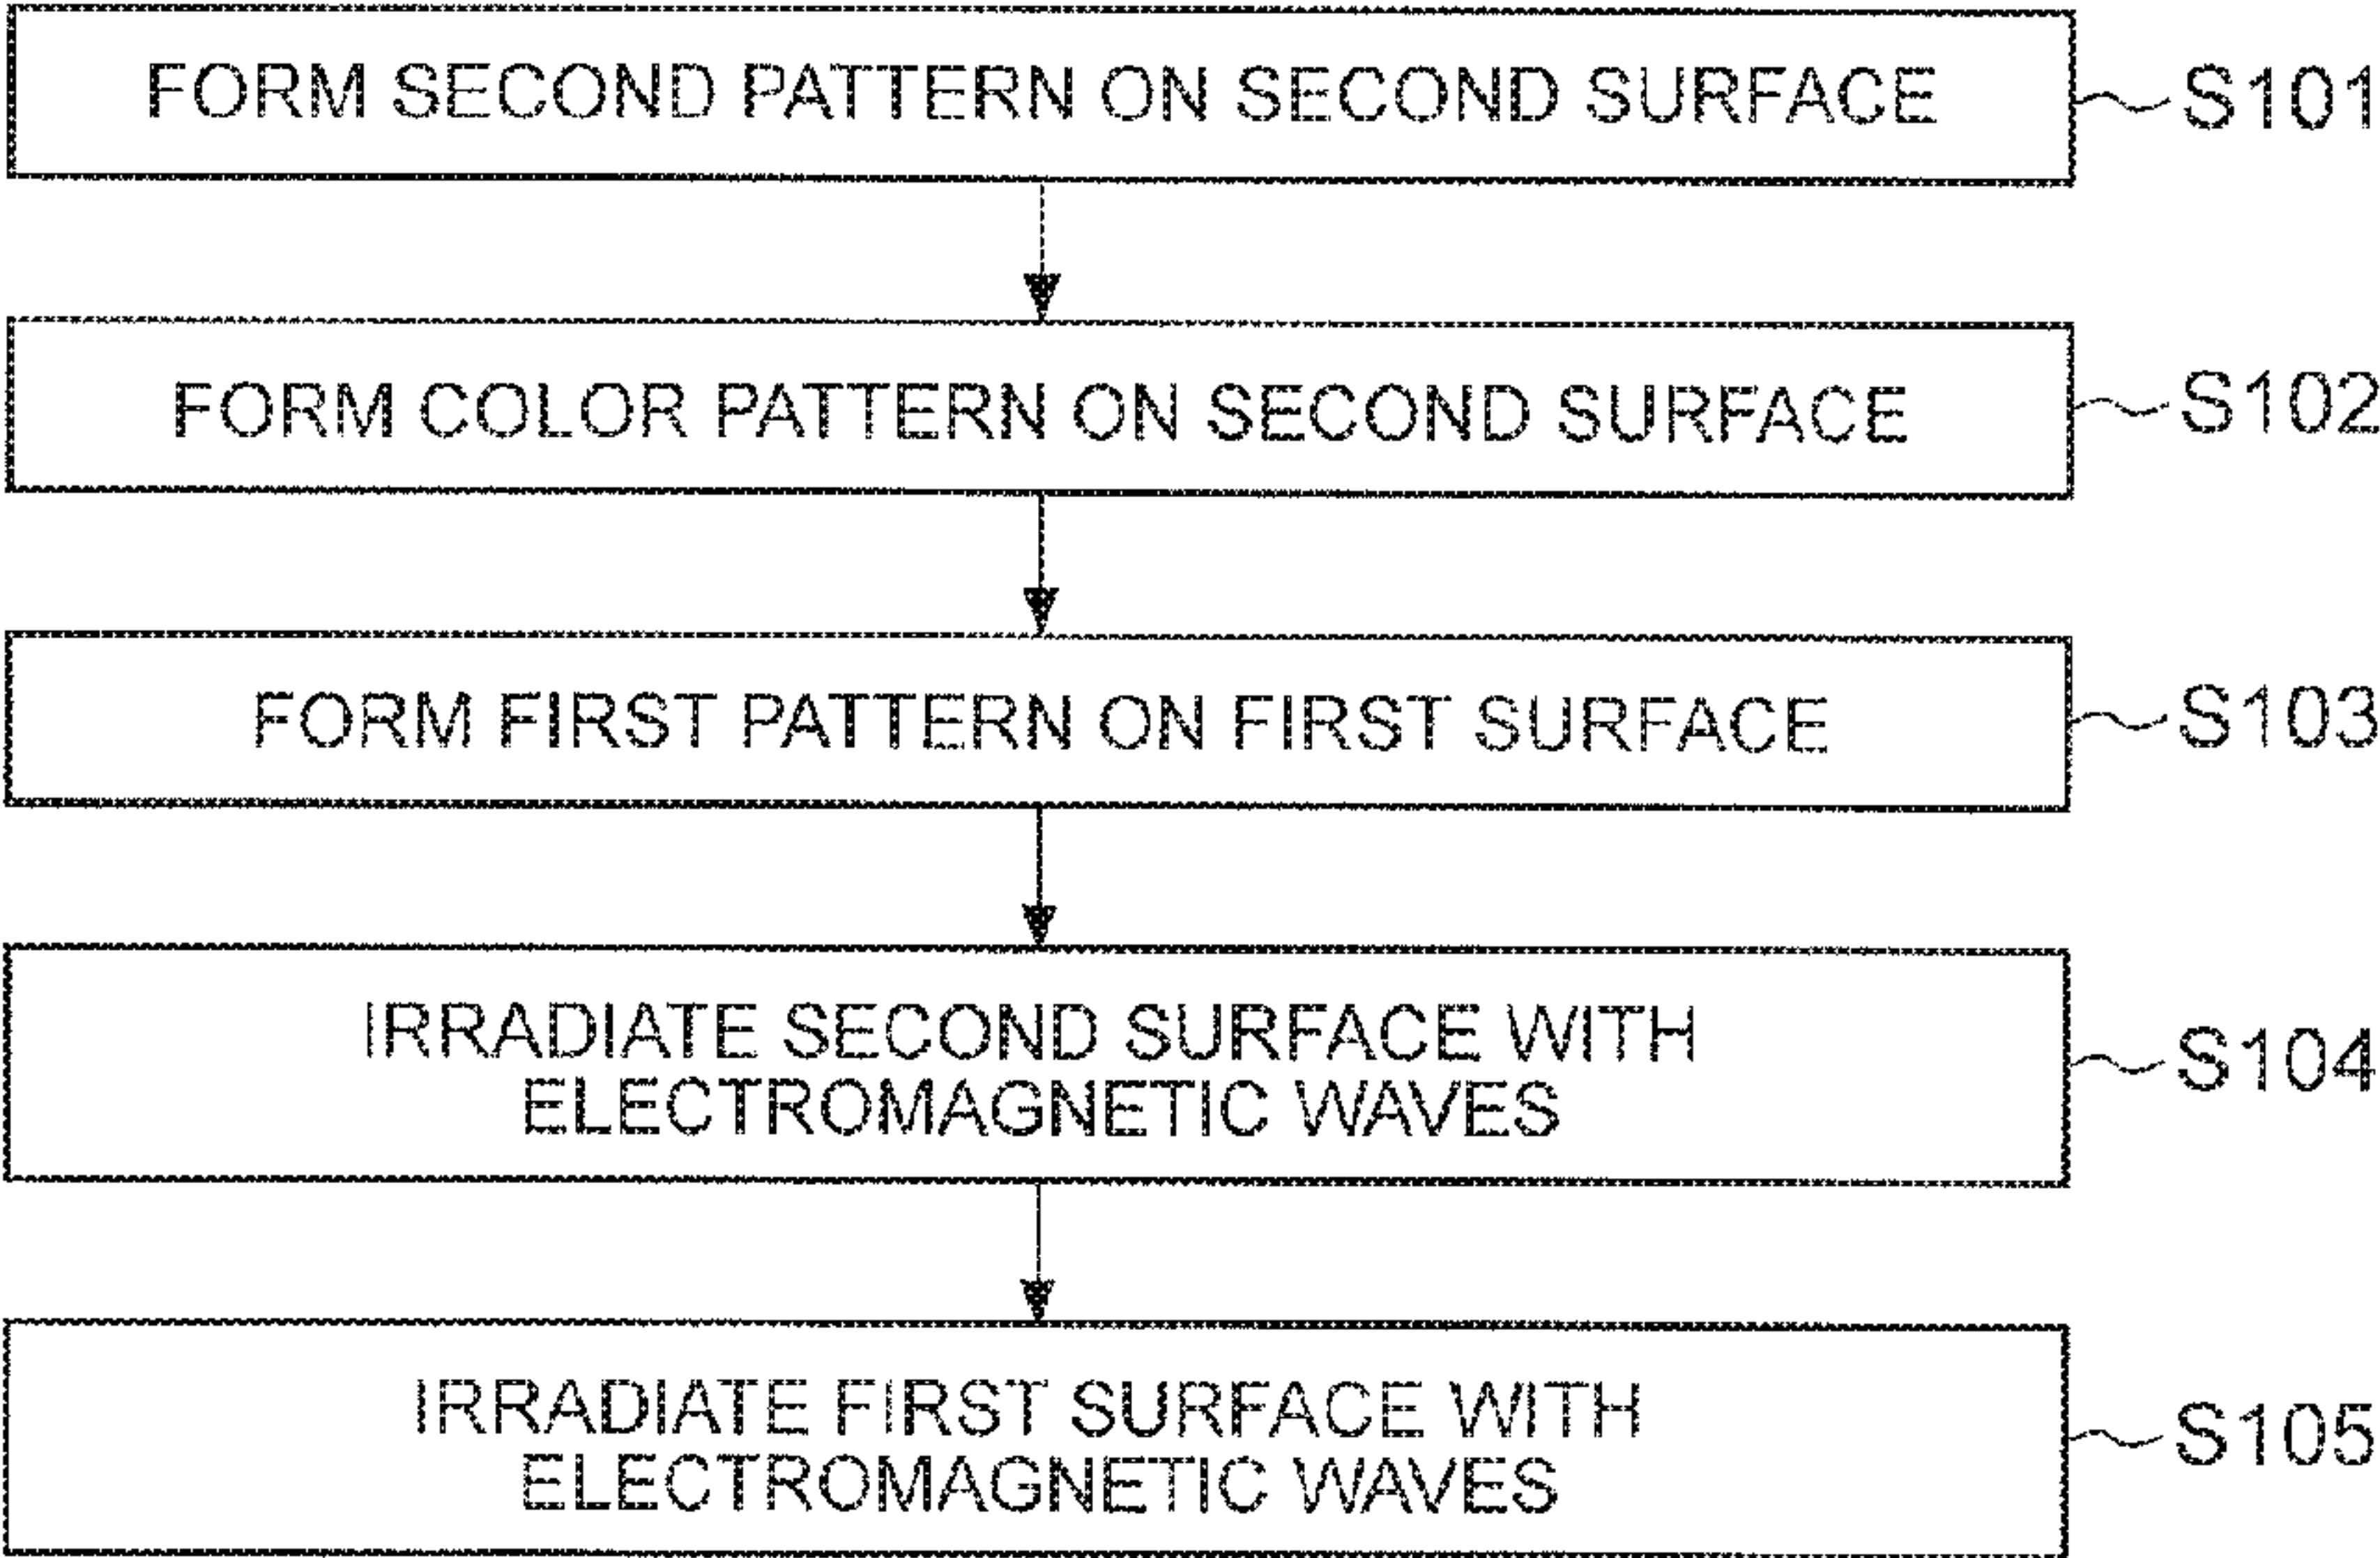 FORM SECOND PATTERN ON SECOND SURFACE
S101
FORM COLOR PATTERN ON SECOND SURFACE
S102
FORM FIRST PATTERN ON FIRST SURFACE
S103
IRRADIATE SECOND SURFACE WITH
ELECTROMAGNETIC WAVES
S104
IRRADIATE FIRST SURFACE WITH
ELECTROMAGNETIC WAVES
S105